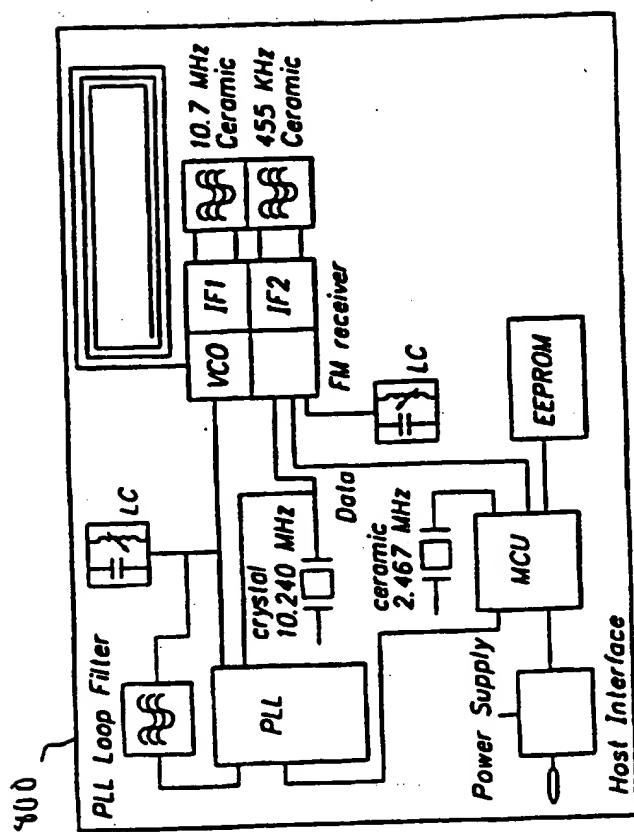 800
PLL Loop Filter
LC
10.7 MHz
Ceramic
455 KHz
Ceramic
VCO
IF1
IF2
FM receiver
PLL
crystal
10.240 MHz
Data
LC
ceramic
2.467 MHz
Power Supply
MCU
EEPROM
Host Interface